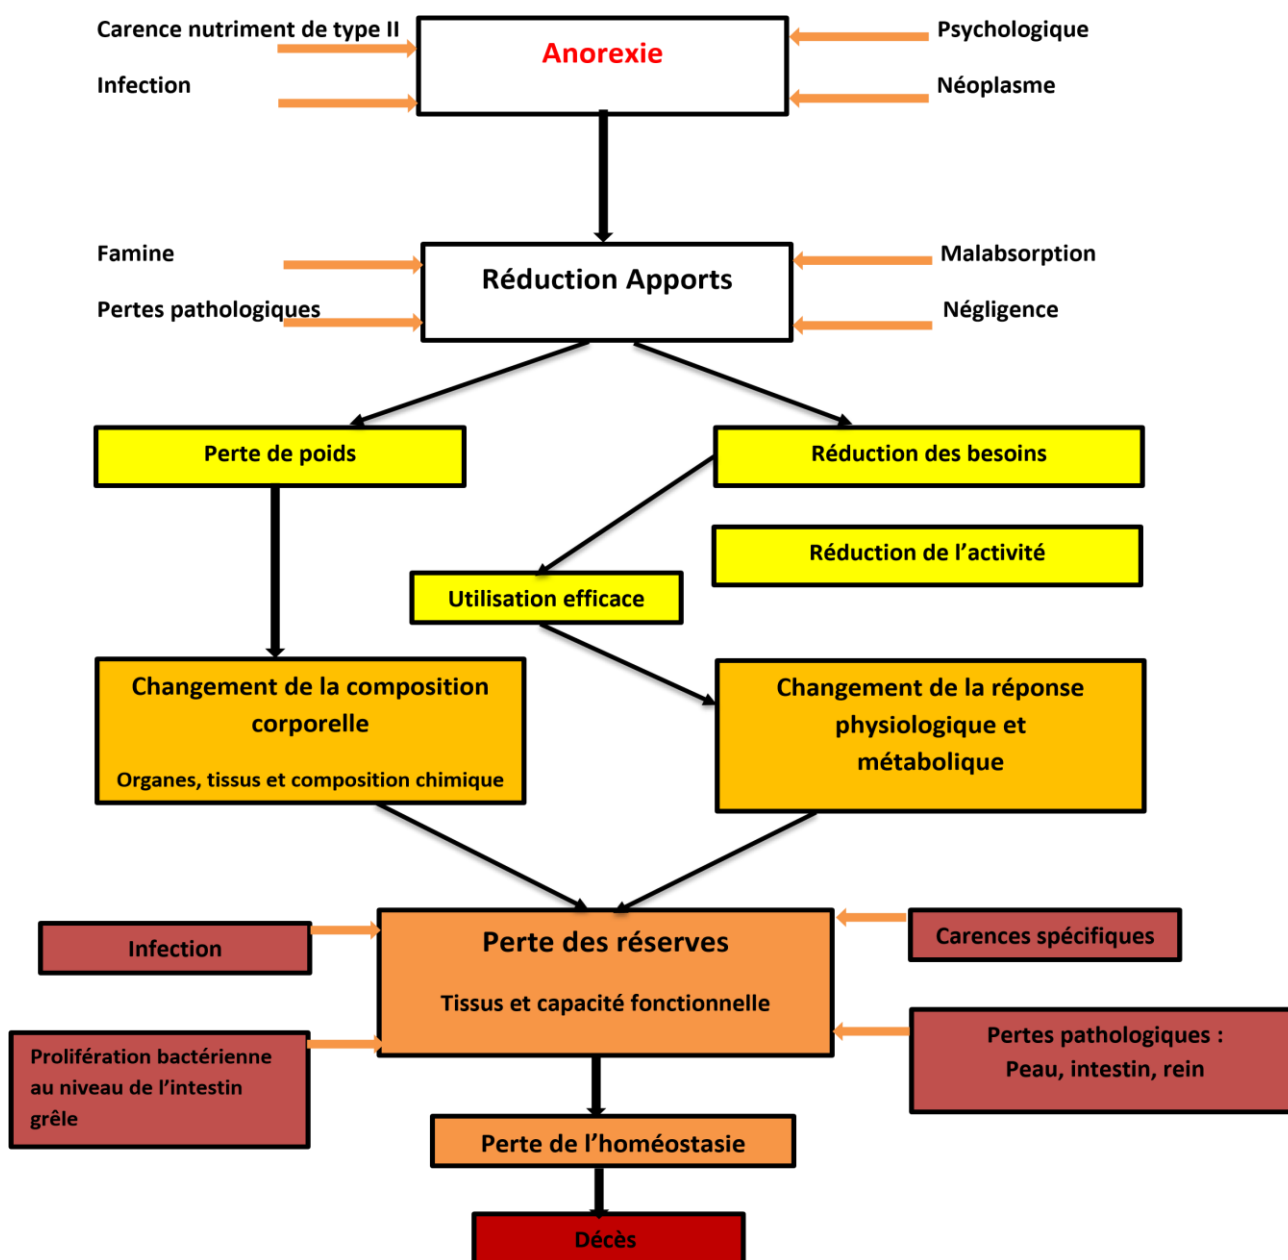 Carence nutriment de type II
Psychologique
Anorexie
Infection
Néoplasme
Famine
Malabsorption
Réduction Apports
Pertes pathologiques
Négligence
Perte de poids
Réduction des besoins
Réduction de l’activité
Utilisation efficace
Changement de la composition
corporelle
Organes, tissus et composition chimique
Changement de la réponse
physiologique et
métabolique
Infection
Perte des réserves
Tissus et capacité fonctionnelle
Carences spécifiques
Prolifération bactérienne
au niveau de l’intestin
grêle
Pertes pathologiques :
Peau, intestin, rein
Perte de l’homéostasie
Décès